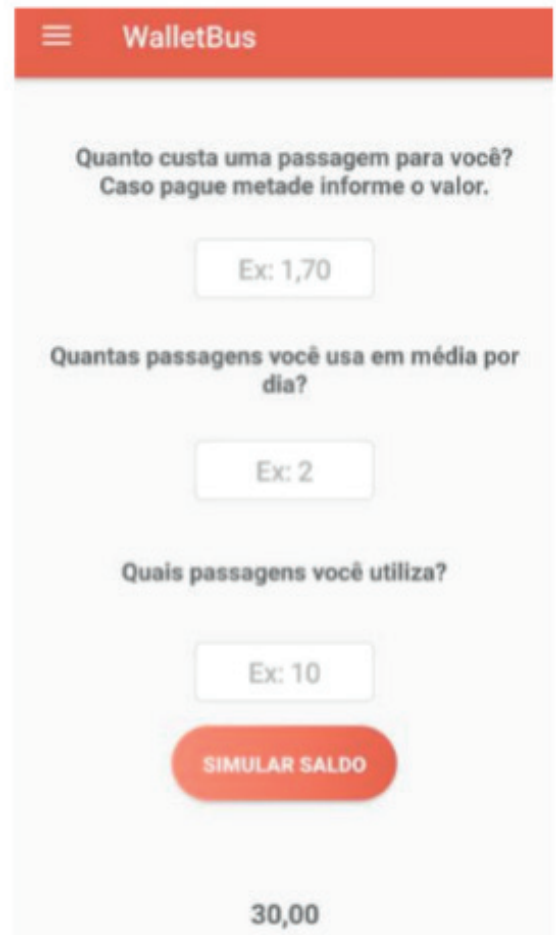 WalletBus
Quanto custa uma passagem para você?
Caso pague metade informe o valor.
Ex: 1,70
Quantas passagens você usa em média por
dia?
Ex: 2
Quais passagens você utiliza?
Ex: 10
SIMULAR SALDO
30,00